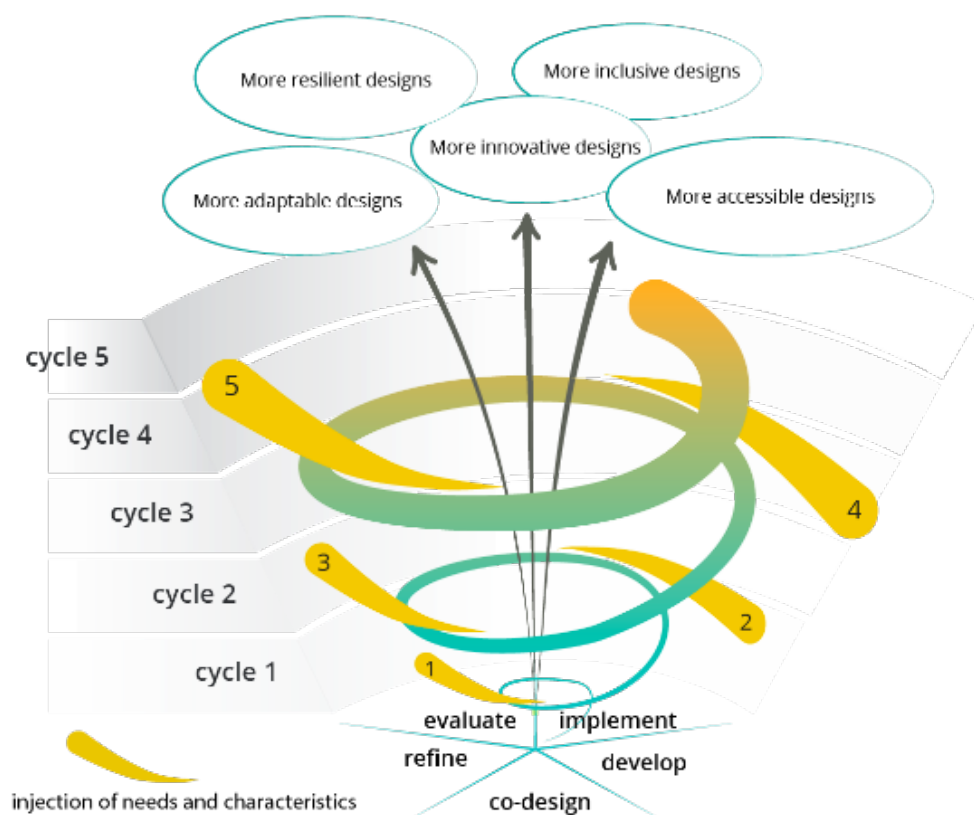 More resilient designs
More inclusive designs
More innovative designs
More adaptable designs
More accessible designs
cycle 5
5
cycle 4
4
cycle 3
3
cycle 2
2
cycle 1
1
evaluate
implement
refine
develop
co-design
injection of needs and characteristics